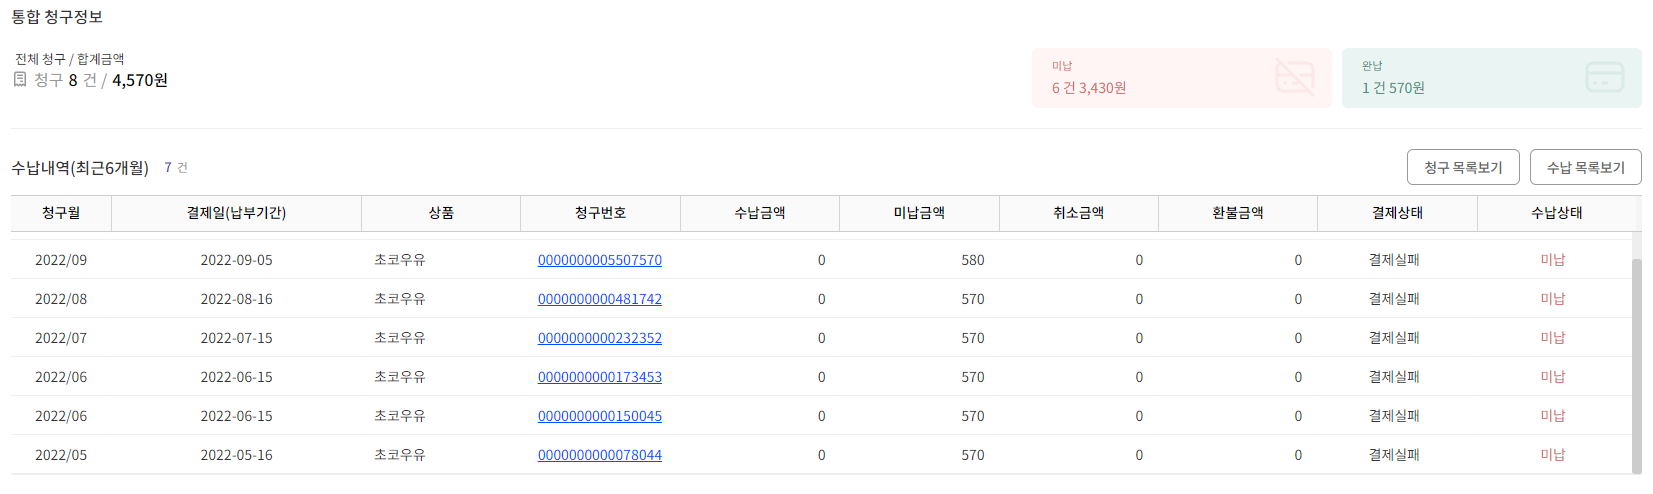 통합 청구정보
전체 청구 / 합계금액
청구 8 건 / 4,570원
미납
6 건 3,430원
완납
1 건 570원
수납내역(최근6개월) 7 건
청구 목록보기 수납 목록보기
청구월 결제일(납부기간) 상품 청구번호 수납금액 미납금액 취소금액 환불금액 결제상태 수납상태
2022/09 2022-09-05 초코우유 0000000005507570 0 580 0 0 결제실패 미납
2022/08 2022-08-16 초코우유 0000000000481742 0 570 0 0 결제실패 미납
2022/07 2022-07-15 초코우유 0000000000232352 0 570 0 0 결제실패 미납
2022/06 2022-06-15 초코우유 0000000000173453 0 570 0 0 결제실패 미납
2022/06 2022-06-15 초코우유 0000000000150045 0 570 0 0 결제실패 미납
2022/05 2022-05-16 초코우유 0000000000078044 0 570 0 0 결제실패 미납